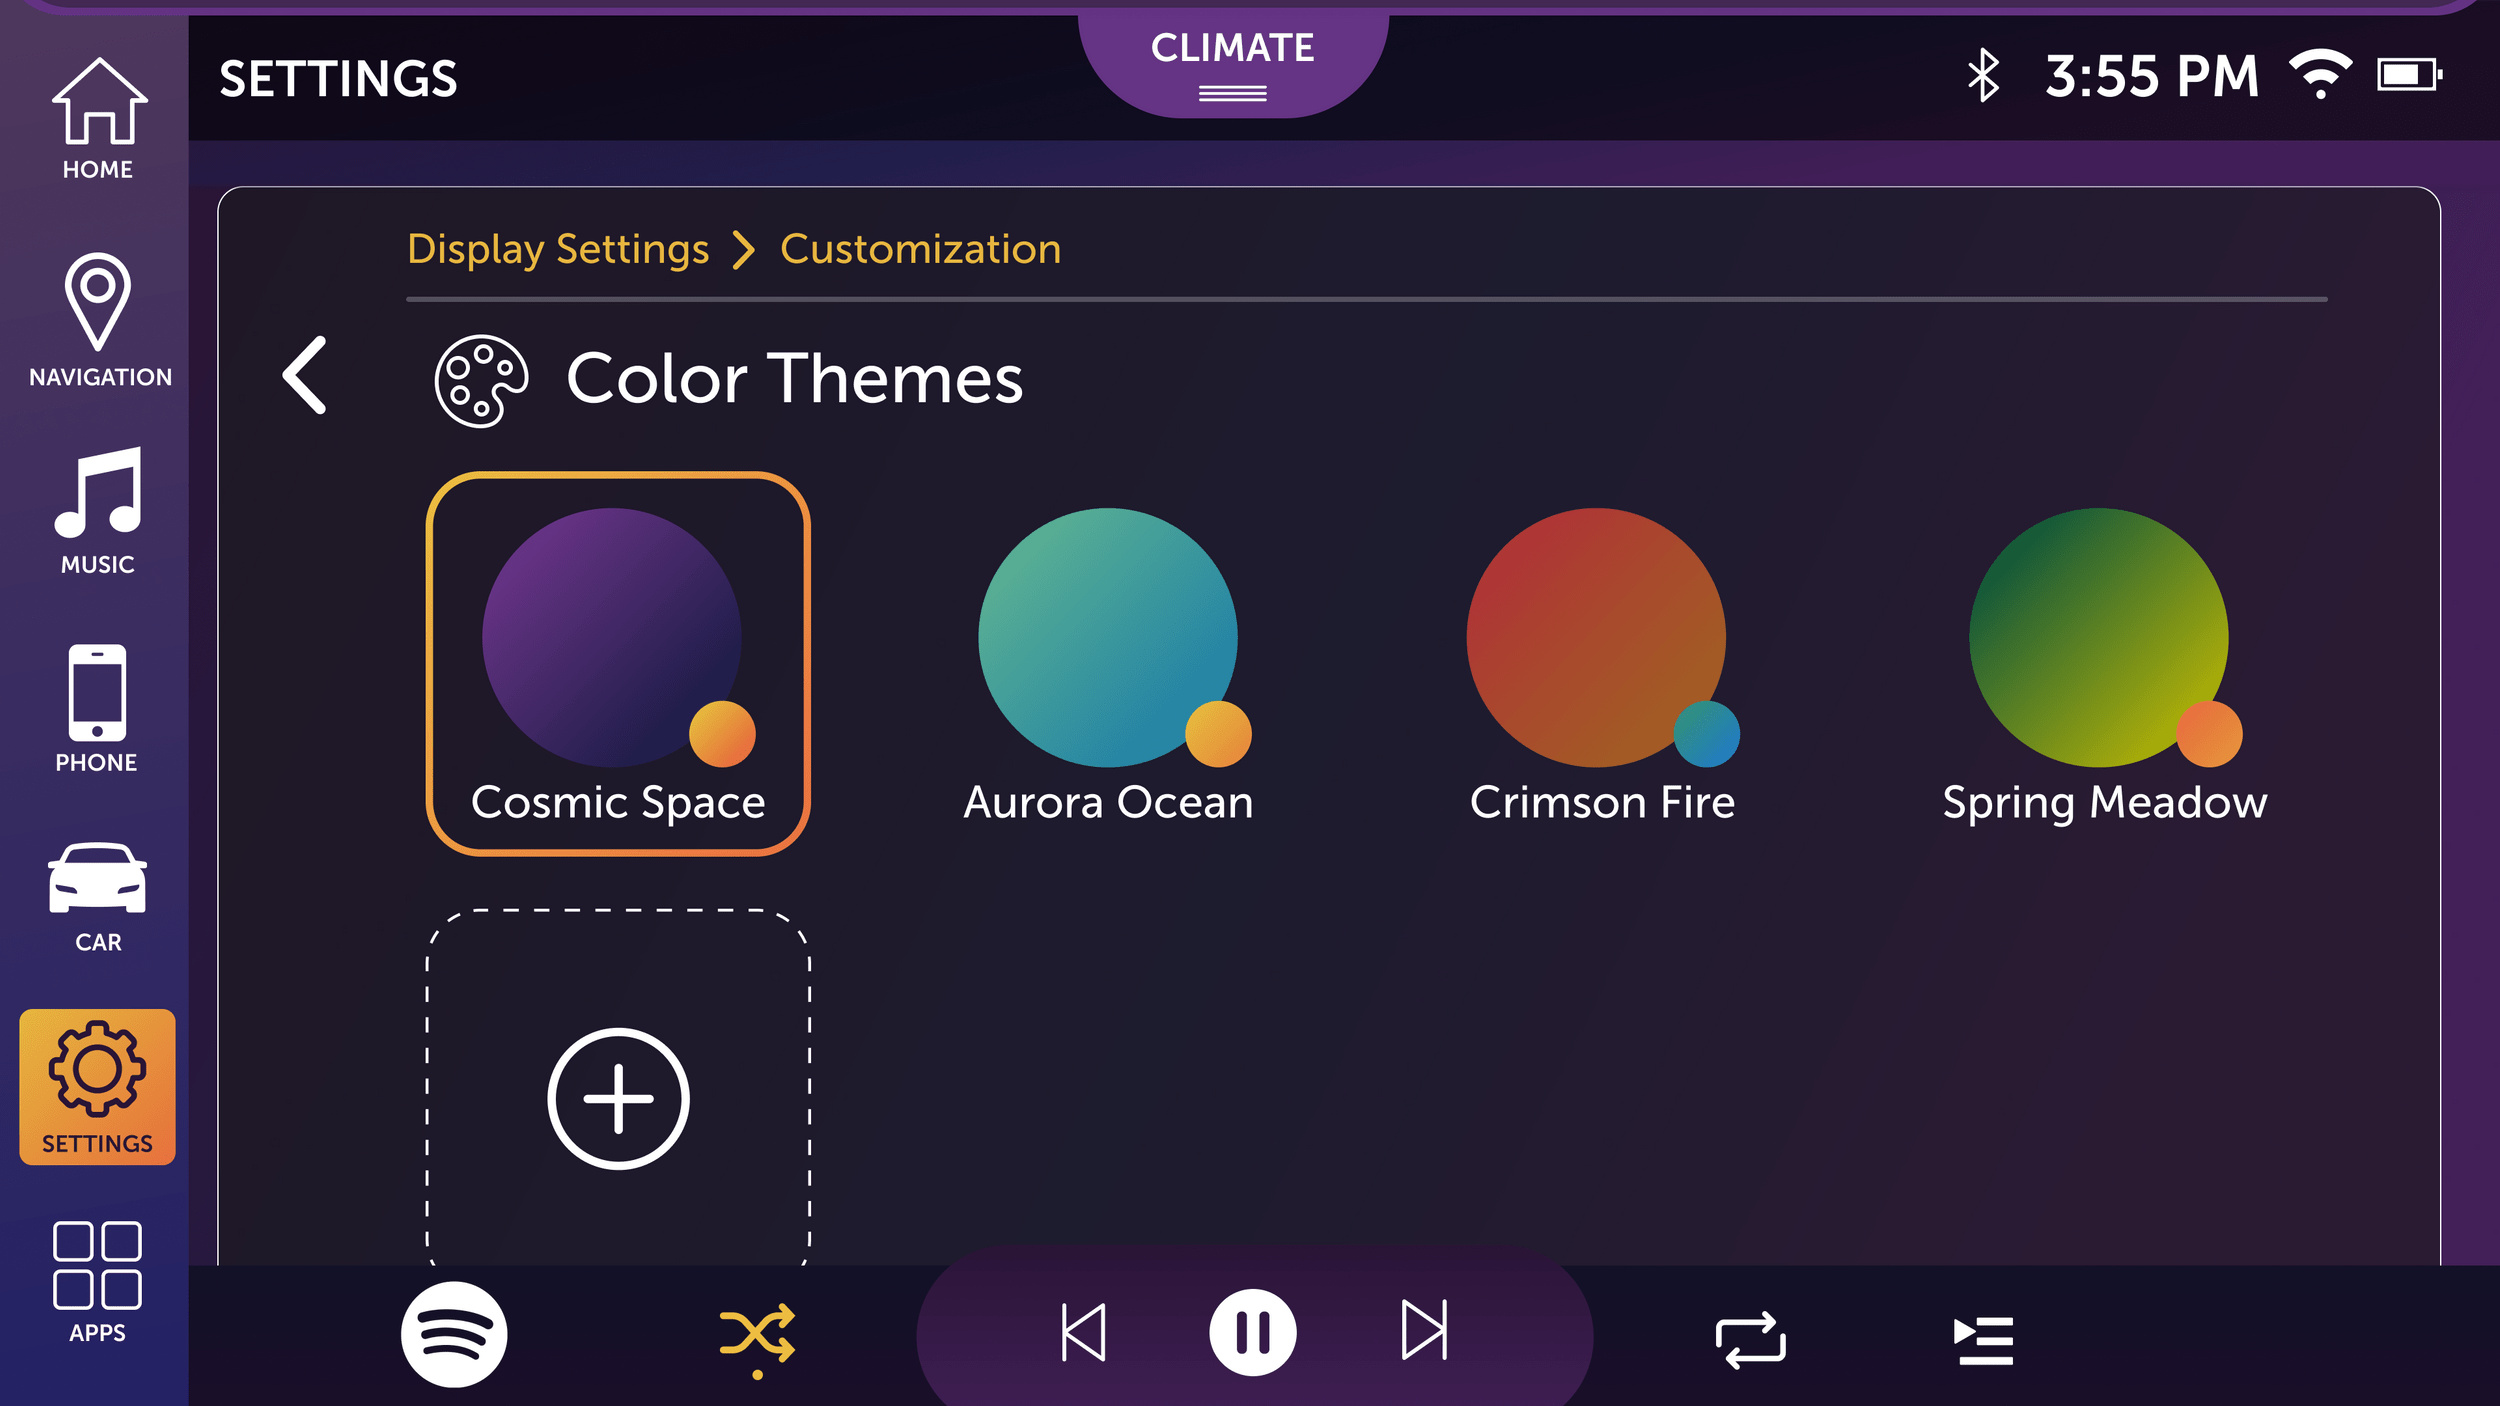 SETTINGS
CLIMATE
3:55 PM
HOME
NAVIGATION
MUSIC
PHONE
CAR
SETTINGS
APPS
Display Settings
Customization
Color Themes
Cosmic Space
Aurora Ocean
Crimson Fire
Spring Meadow